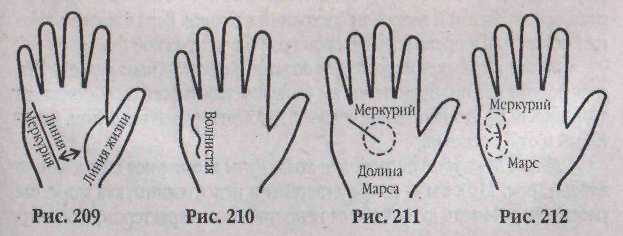 Линия
Меркурия
Линия жизни
Рис. 209
Волнистая
Рис. 210
Меркурий
Долина
Марса
Рис. 211
Меркурий
Марс
Рис. 212